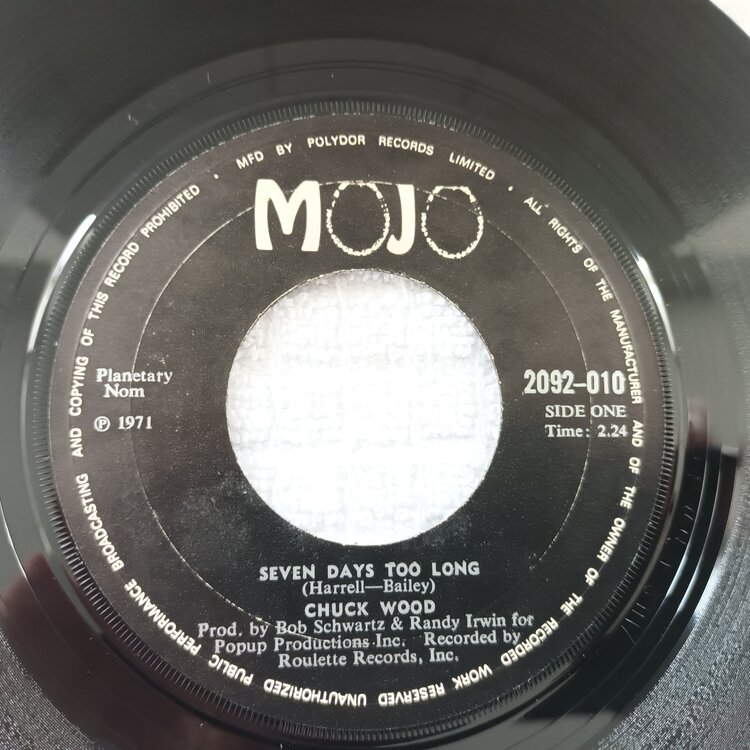 MFD BY POLYDOR RECORDS LIMITED · ALL RIGHTS OF THE MANUFACTURER AND OF THE OWNER OF THE RECORDED WORK RESERVED UNAUTHORIZED PUBLIC PERFORMANCE BROADCASTING AND COPYING OF THIS RECORD PROHIBITED ·
MOJO
Planetary
Nom
℗ 1971
2092-010
SIDE ONE
Time: 2.24
SEVEN DAYS TOO LONG
(Harrell—Bailey)
CHUCK WOOD
Prod. by Bob Schwartz & Randy Irwin for
Popup Productions Inc. Recorded by
Roulette Records, Inc.